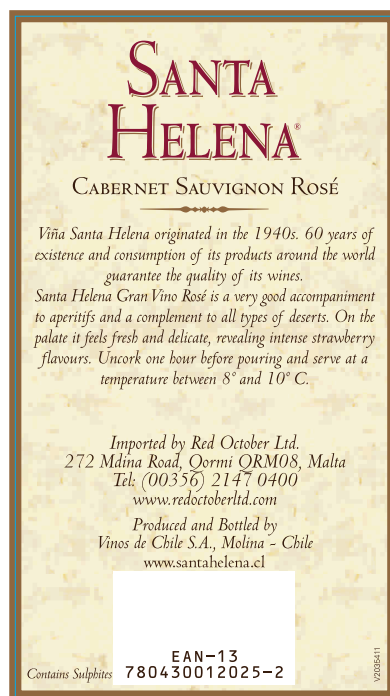 SANTA
HELENA®
CABERNET SAUVIGNON ROSÉ
Viña Santa Helena originated in the 1940s. 60 years of
existence and consumption of its products around the world
guarantee the quality of its wines.
Santa Helena Gran Vino Rosé is a very good accompaniment
to aperitifs and a complement to all types of deserts. On the
palate it feels fresh and delicate, revealing intense strawberry
flavours. Uncork one hour before pouring and serve at a
temperature between 8° and 10° C.
Imported by Red October Ltd.
272 Mdina Road, Qormi QRM08, Malta
Tel: (00356) 2147 0400
www.redoctoberltd.com
Produced and Bottled by
Vinos de Chile S.A., Molina - Chile
www.santahelena.cl
EAN-13
780430012025-2
Contains Sulphites
V2035411